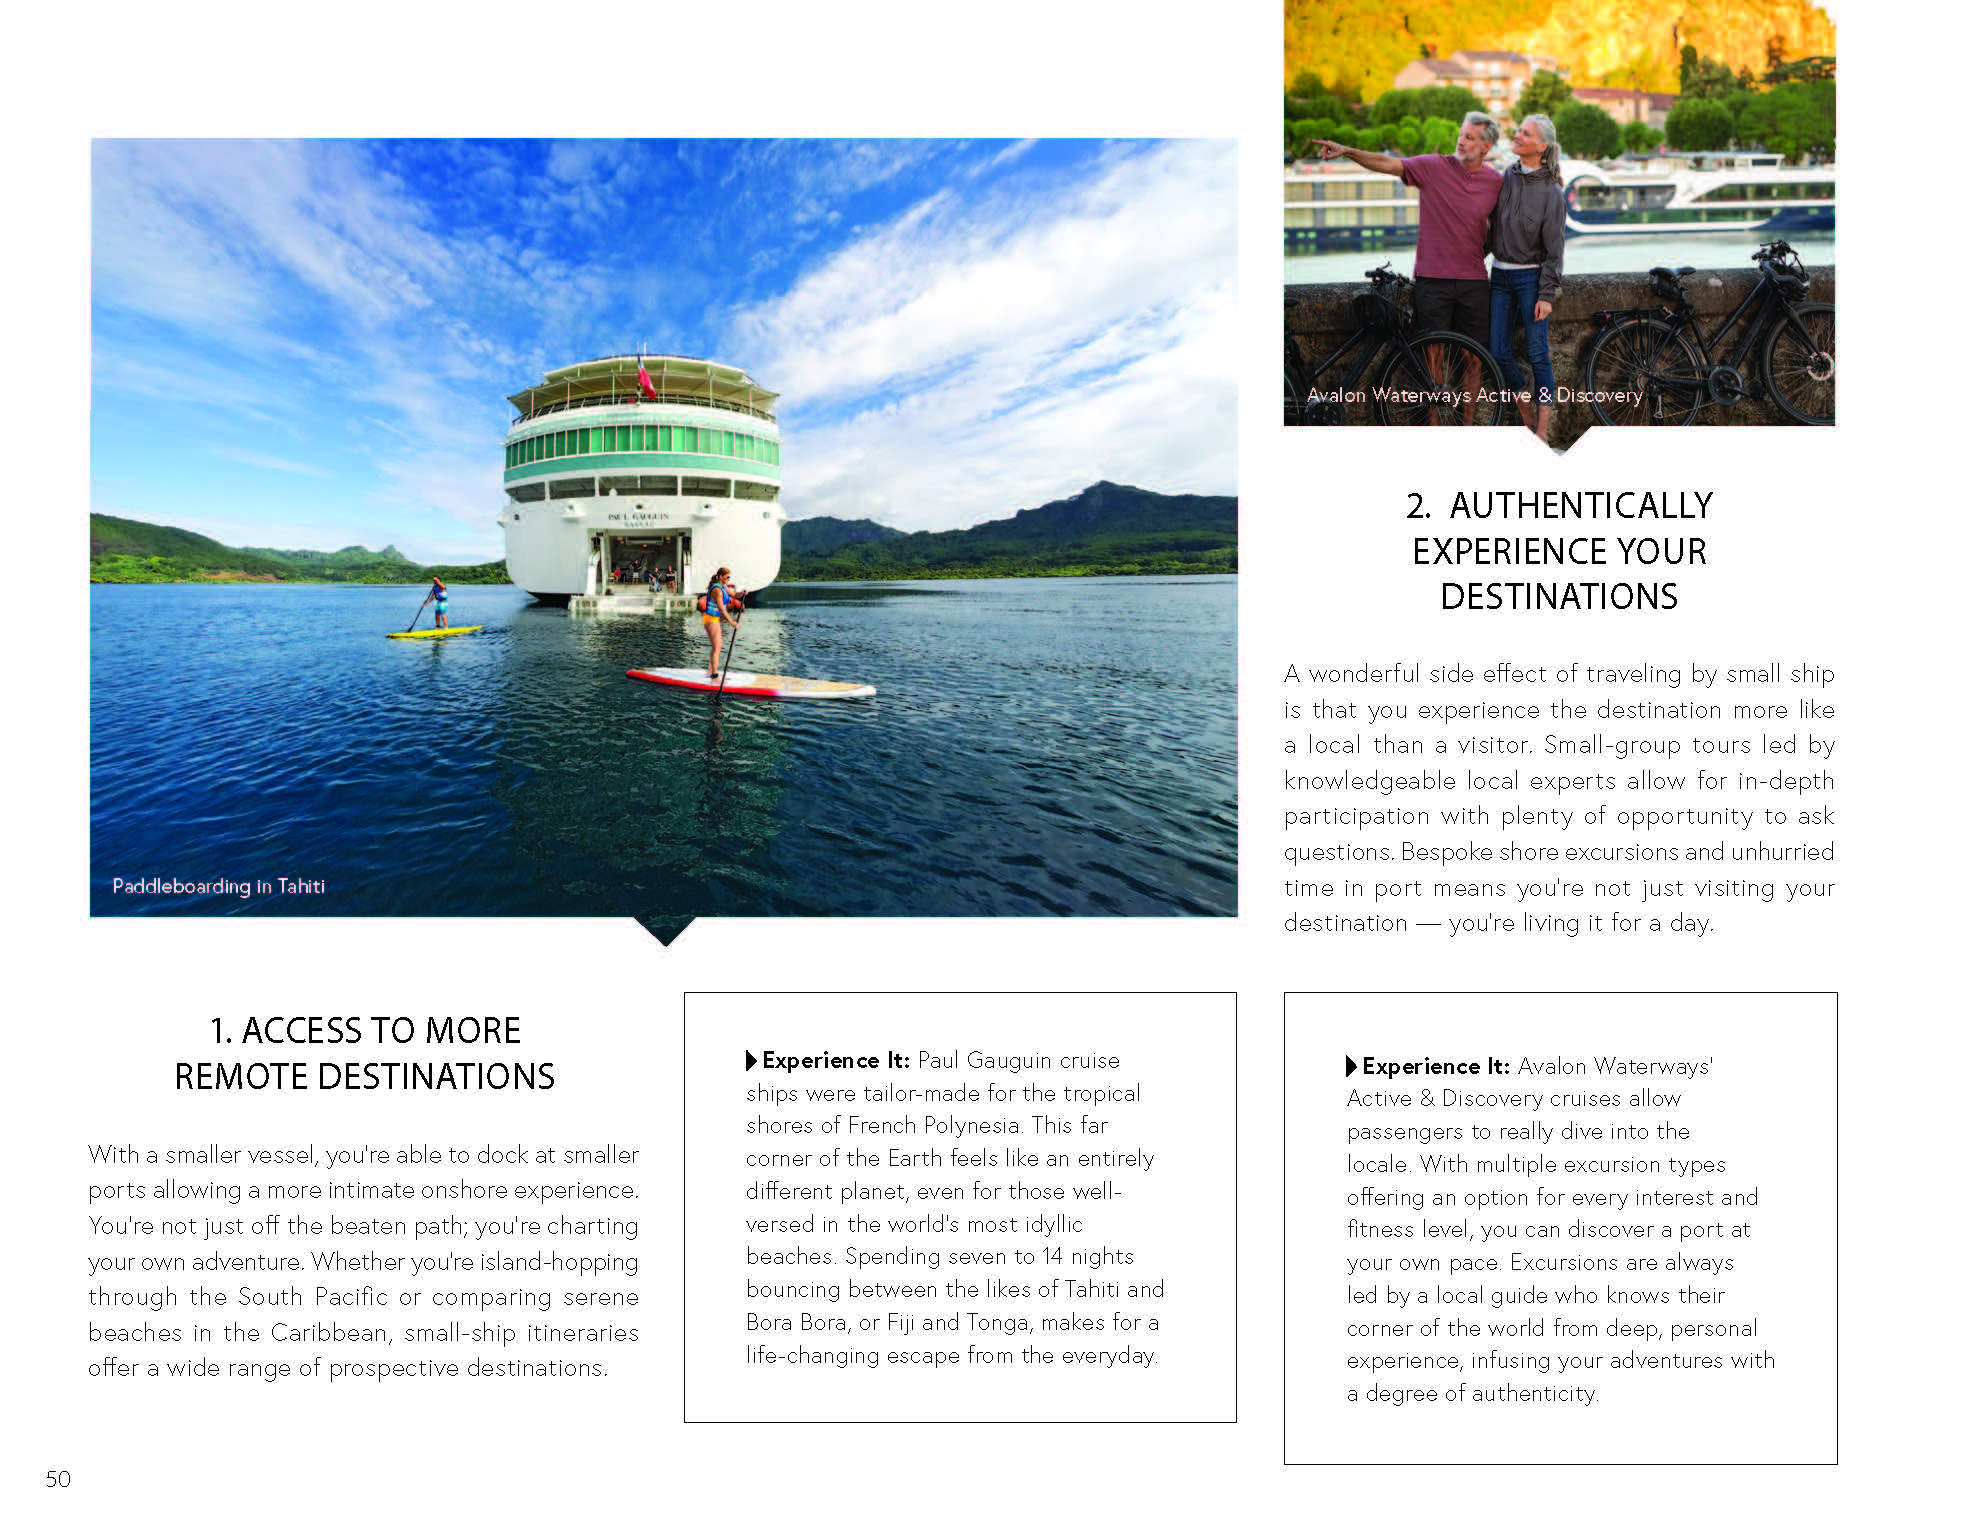 Avalon Waterways Active & Discovery
PAUL GAUGUIN
NASSAU
Paddleboarding in Tahiti
1. ACCESS TO MORE
REMOTE DESTINATIONS
With a smaller vessel, you're able to dock at smaller
ports allowing a more intimate onshore experience.
You're not just off the beaten path; you're charting
your own adventure. Whether you're island-hopping
through the South Pacific or comparing serene
beaches in the Caribbean, small-ship itineraries
offer a wide range of prospective destinations.
Experience It: Paul Gauguin cruise
ships were tailor-made for the tropical
shores of French Polynesia. This far
corner of the Earth feels like an entirely
different planet, even for those well-
versed in the world's most idyllic
beaches. Spending seven to 14 nights
bouncing between the likes of Tahiti and
Bora Bora, or Fiji and Tonga, makes for a
life-changing escape from the everyday.
2. AUTHENTICALLY
EXPERIENCE YOUR
DESTINATIONS
A wonderful side effect of traveling by small ship
is that you experience the destination more like
a local than a visitor. Small-group tours led by
knowledgeable local experts allow for in-depth
participation with plenty of opportunity to ask
questions. Bespoke shore excursions and unhurried
time in port means you're not just visiting your
destination — you're living it for a day.
Experience It: Avalon Waterways'
Active & Discovery cruises allow
passengers to really dive into the
locale. With multiple excursion types
offering an option for every interest and
fitness level, you can discover a port at
your own pace. Excursions are always
led by a local guide who knows their
corner of the world from deep, personal
experience, infusing your adventures with
a degree of authenticity.
50